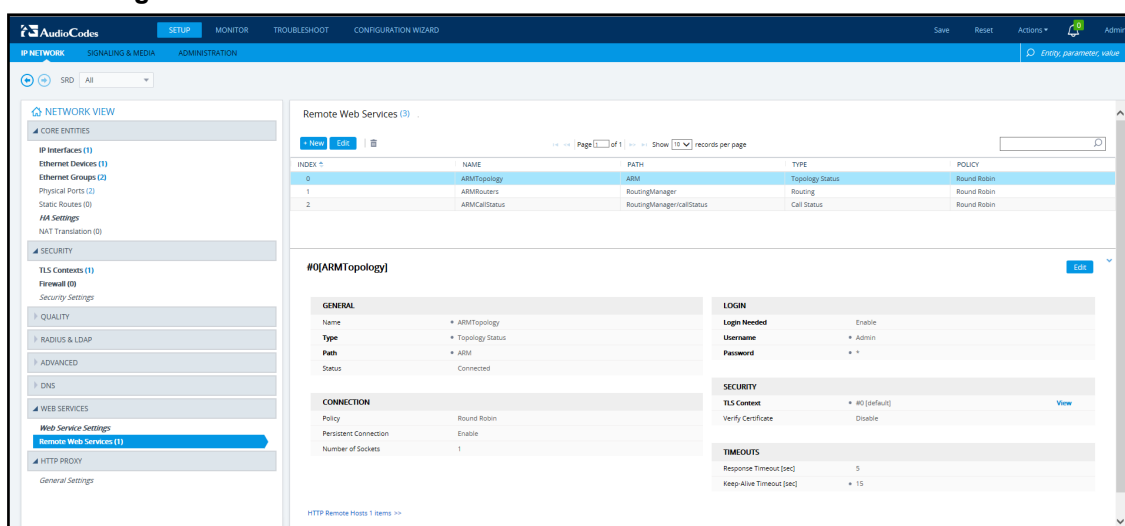 AudioCodes SETUP MONITOR TROUBLESHOOT CONFIGURATION WIZARD Save Reset Actions 0 Admin
IP NETWORK SIGNALING & MEDIA ADMINISTRATION Entity, parameter, value
SRD All
NETWORK VIEW
CORE ENTITIES
IP Interfaces (1)
Ethernet Devices (1)
Ethernet Groups (2)
Physical Ports (2)
Static Routes (0)
HA Settings
NAT Translation (0)
SECURITY
TLS Contexts (1)
Firewall (0)
Security Settings
QUALITY
RADIUS & LDAP
ADVANCED
DNS
WEB SERVICES
Web Service Settings
Remote Web Services (1)
HTTP PROXY
General Settings
Remote Web Services (3)
+ New Edit Page 1 of 1 Show 10 records per page
INDEX NAME PATH TYPE POLICY
0 ARMTopology ARM Topology Status Round Robin
1 ARMRouters RoutingManager Routing Round Robin
2 ARMCallStatus RoutingManager/callStatus Call Status Round Robin
#0[ARMTopology] Edit
GENERAL
Name ARMTopology
Type Topology Status
Path ARM
Status Connected
CONNECTION
Policy Round Robin
Persistent Connection Enable
Number of Sockets 1
LOGIN
Login Needed Enable
Username Admin
Password *
SECURITY
TLS Context #0 [default] View
Verify Certificate Disable
TIMEOUTS
Response Timeout [sec] 5
Keep-Alive Timeout [sec] 15
HTTP Remote Hosts 1 items >>